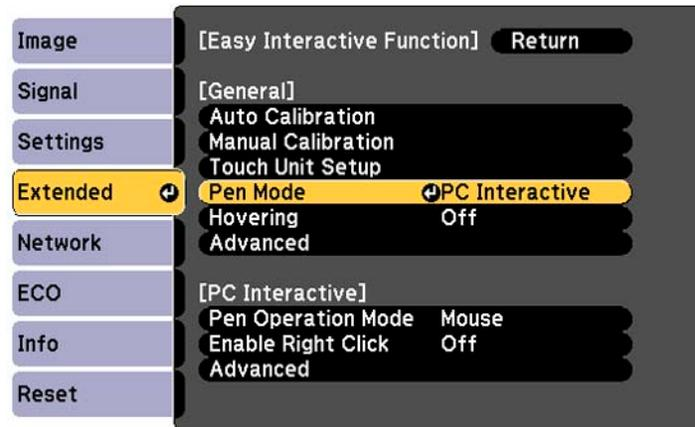 Image
Signal
Settings
Extended
Network
ECO
Info
Reset
[Easy Interactive Function] Return
[General]
Auto Calibration
Manual Calibration
Touch Unit Setup
Pen Mode PC Interactive
Hovering Off
Advanced
[PC Interactive]
Pen Operation Mode Mouse
Enable Right Click Off
Advanced